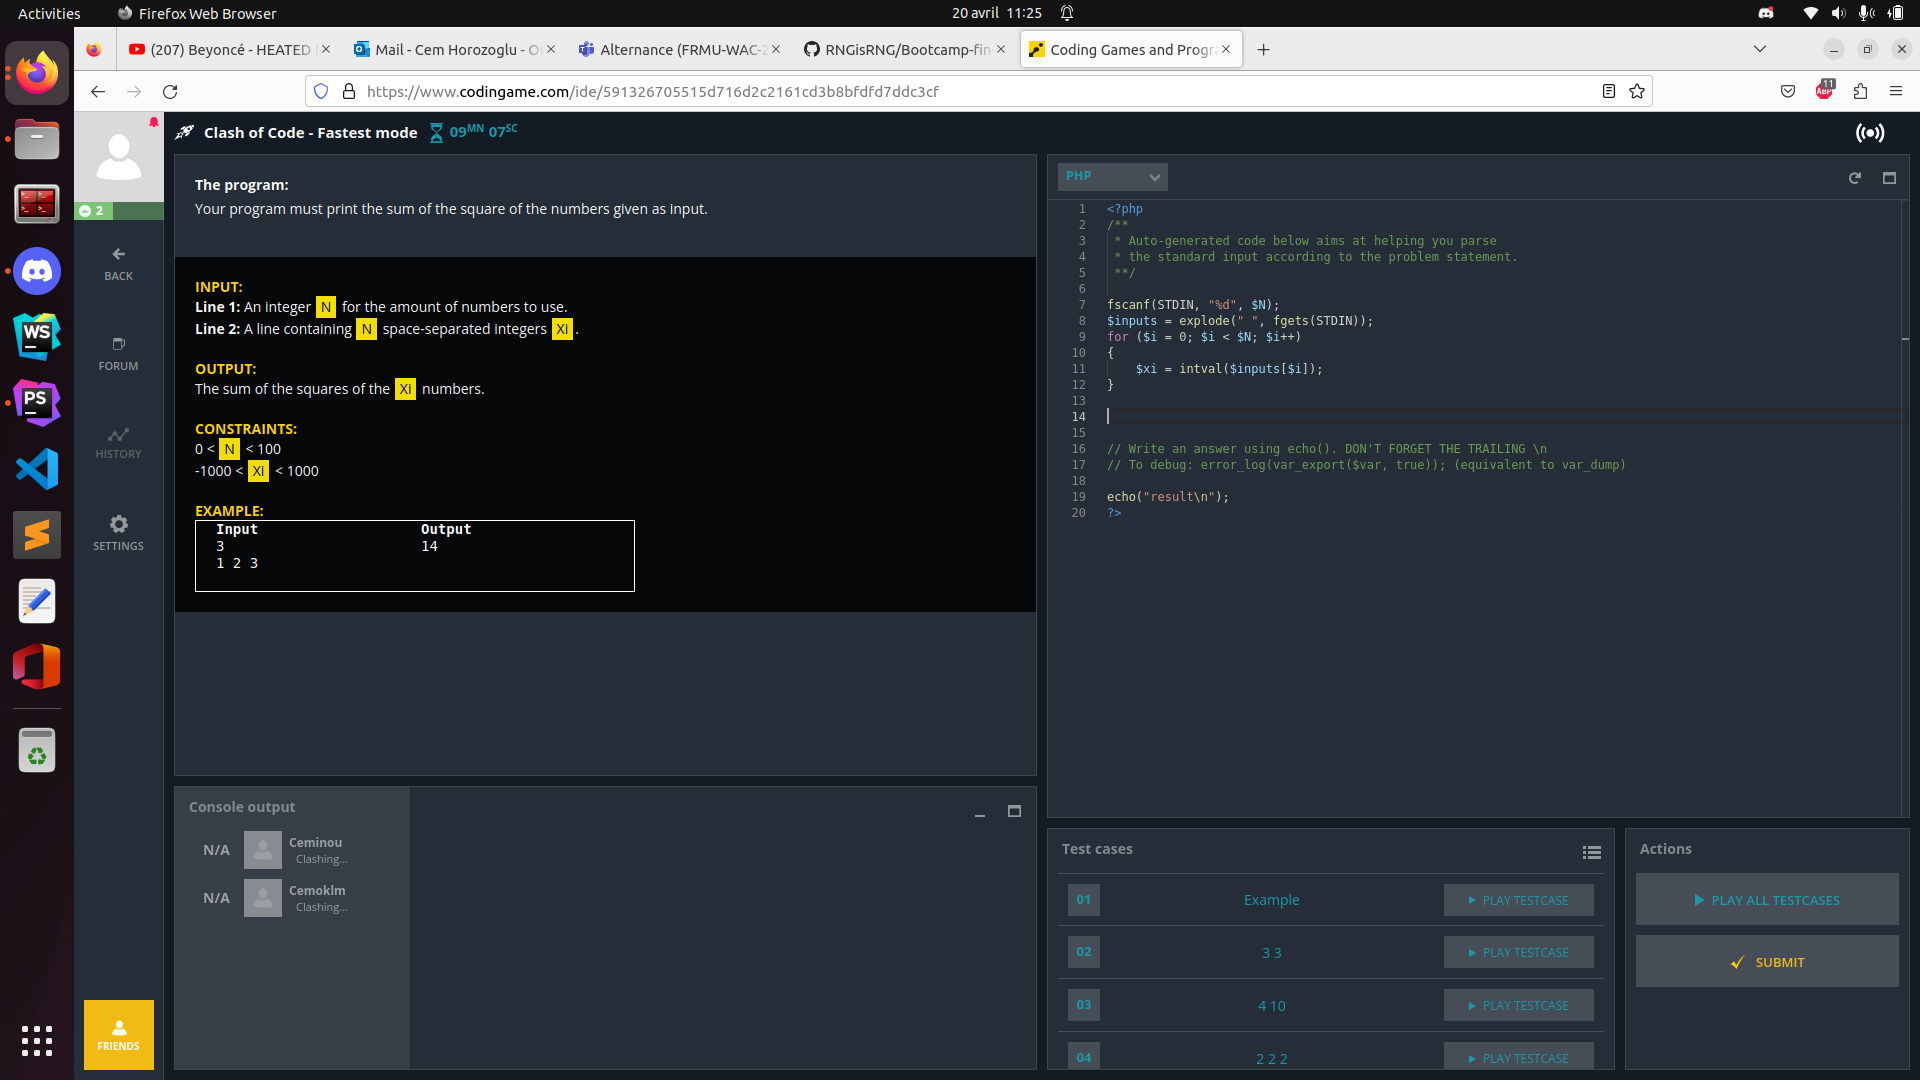 Activities
Firefox Web Browser
20 avril 11:25
(207) Beyoncé - HEATED (
Mail - Cem Horozoglu - O
Alternance (FRMU-WAC-2
RNGisRNG/Bootcamp-fin
Coding Games and Progra
https://www.codingame.com/ide/591326705515d716d2c2161cd3b8bfdfd7ddc3cf
11
ABP
2
BACK
FORUM
HISTORY
SETTINGS
FRIENDS
WS
PS
Clash of Code - Fastest mode
09MN 07SC
The program:
Your program must print the sum of the square of the numbers given as input.
INPUT:
Line 1: An integer N for the amount of numbers to use.
Line 2: A line containing N space-separated integers Xi .
OUTPUT:
The sum of the squares of the Xi numbers.
CONSTRAINTS:
0 < N < 100
-1000 < Xi < 1000
EXAMPLE:
Input Output
3 14
1 2 3
Console output
N/A Ceminou
Clashing...
N/A Cemoklm
Clashing...
PHP
1 <?php
2 /**
3 * Auto-generated code below aims at helping you parse
4 * the standard input according to the problem statement.
5 **/
6
7 fscanf(STDIN, "%d", $N);
8 $inputs = explode(" ", fgets(STDIN));
9 for ($i = 0; $i < $N; $i++)
10 {
11 $xi = intval($inputs[$i]);
12 }
13
14
15
16 // Write an answer using echo(). DON'T FORGET THE TRAILING \n
17 // To debug: error_log(var_export($var, true)); (equivalent to var_dump)
18
19 echo("result\n");
20 ?>
Test cases
01 Example PLAY TESTCASE
02 3 3 PLAY TESTCASE
03 4 10 PLAY TESTCASE
04 2 2 2 PLAY TESTCASE
Actions
PLAY ALL TESTCASES
SUBMIT